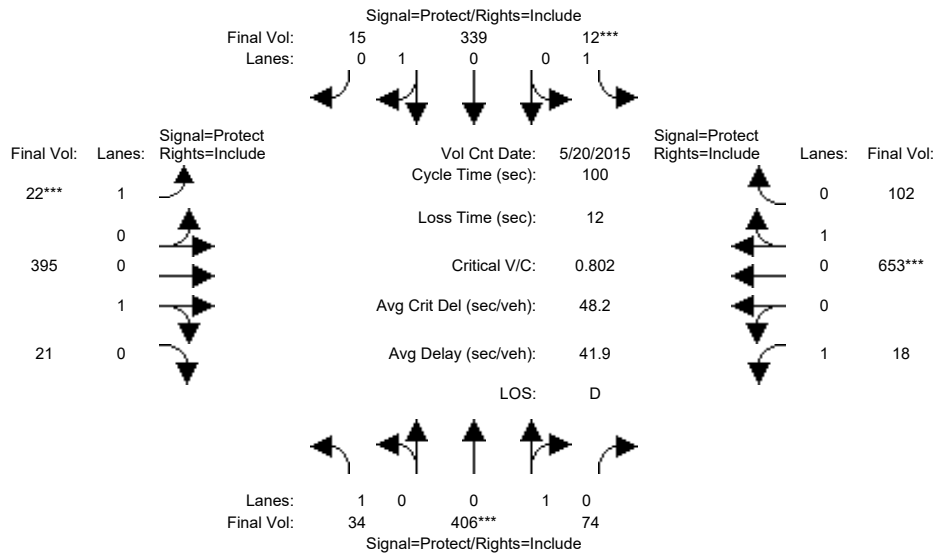 Signal=Protect/Rights=Include
Final Vol: 15 339 12***
Lanes: 0 1 0 0 1
Signal=Protect
Final Vol: Lanes: Rights=Include
Vol Cnt Date: 5/20/2015
Signal=Protect
Rights=Include Lanes: Final Vol:
Cycle Time (sec): 100
22*** 1
0 102
Loss Time (sec): 12
0
1
395 0
Critical V/C: 0.802
0 653***
1
Avg Crit Del (sec/veh): 48.2
0
21 0
Avg Delay (sec/veh): 41.9
1 18
LOS: D
Lanes: 1 0 0 1 0
Final Vol: 34 406*** 74
Signal=Protect/Rights=Include